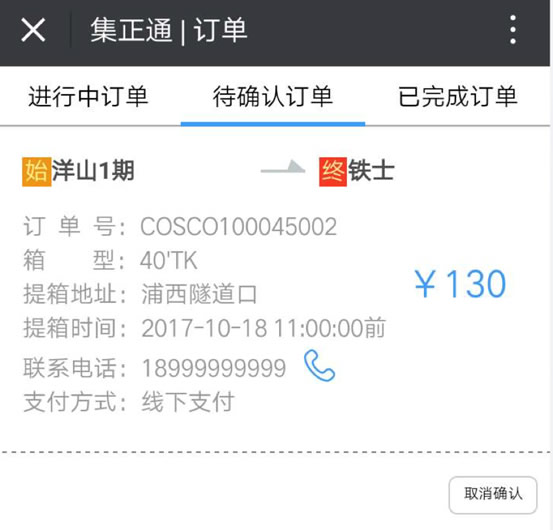 集正通 | 订单
进行中订单 待确认订单 已完成订单
始洋山1期 终铁士
订单号：COSCO100045002
箱型：40'TK
提箱地址：浦西隧道口
￥130
提箱时间：2017-10-18 11:00:00前
联系电话：18999999999
支付方式：线下支付
取消确认